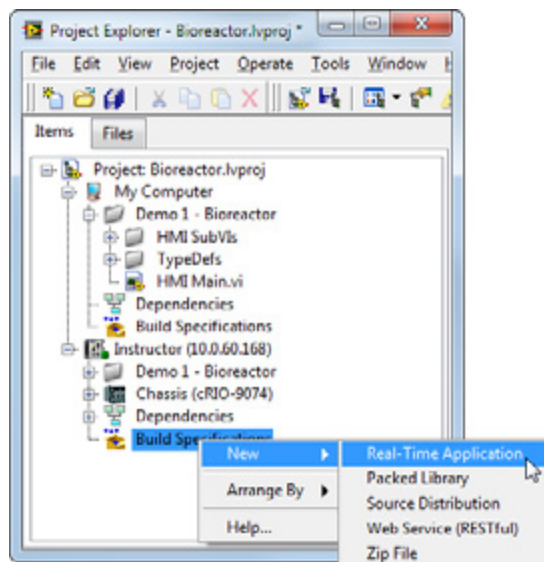 Project Explorer - Bioreactor.lvproj *
File Edit View Project Operate Tools Window
Items Files
Project: Bioreactor.lvproj
My Computer
Demo 1 - Bioreactor
HMI SubVIs
TypeDefs
HMI Main.vi
Dependencies
Build Specifications
Instructor (10.0.60.168)
Demo 1 - Bioreactor
Chassis (cRIO-9074)
Dependencies
Build Specifications
New
Arrange By
Help...
Real-Time Application
Packed Library
Source Distribution
Web Service (RESTful)
Zip File